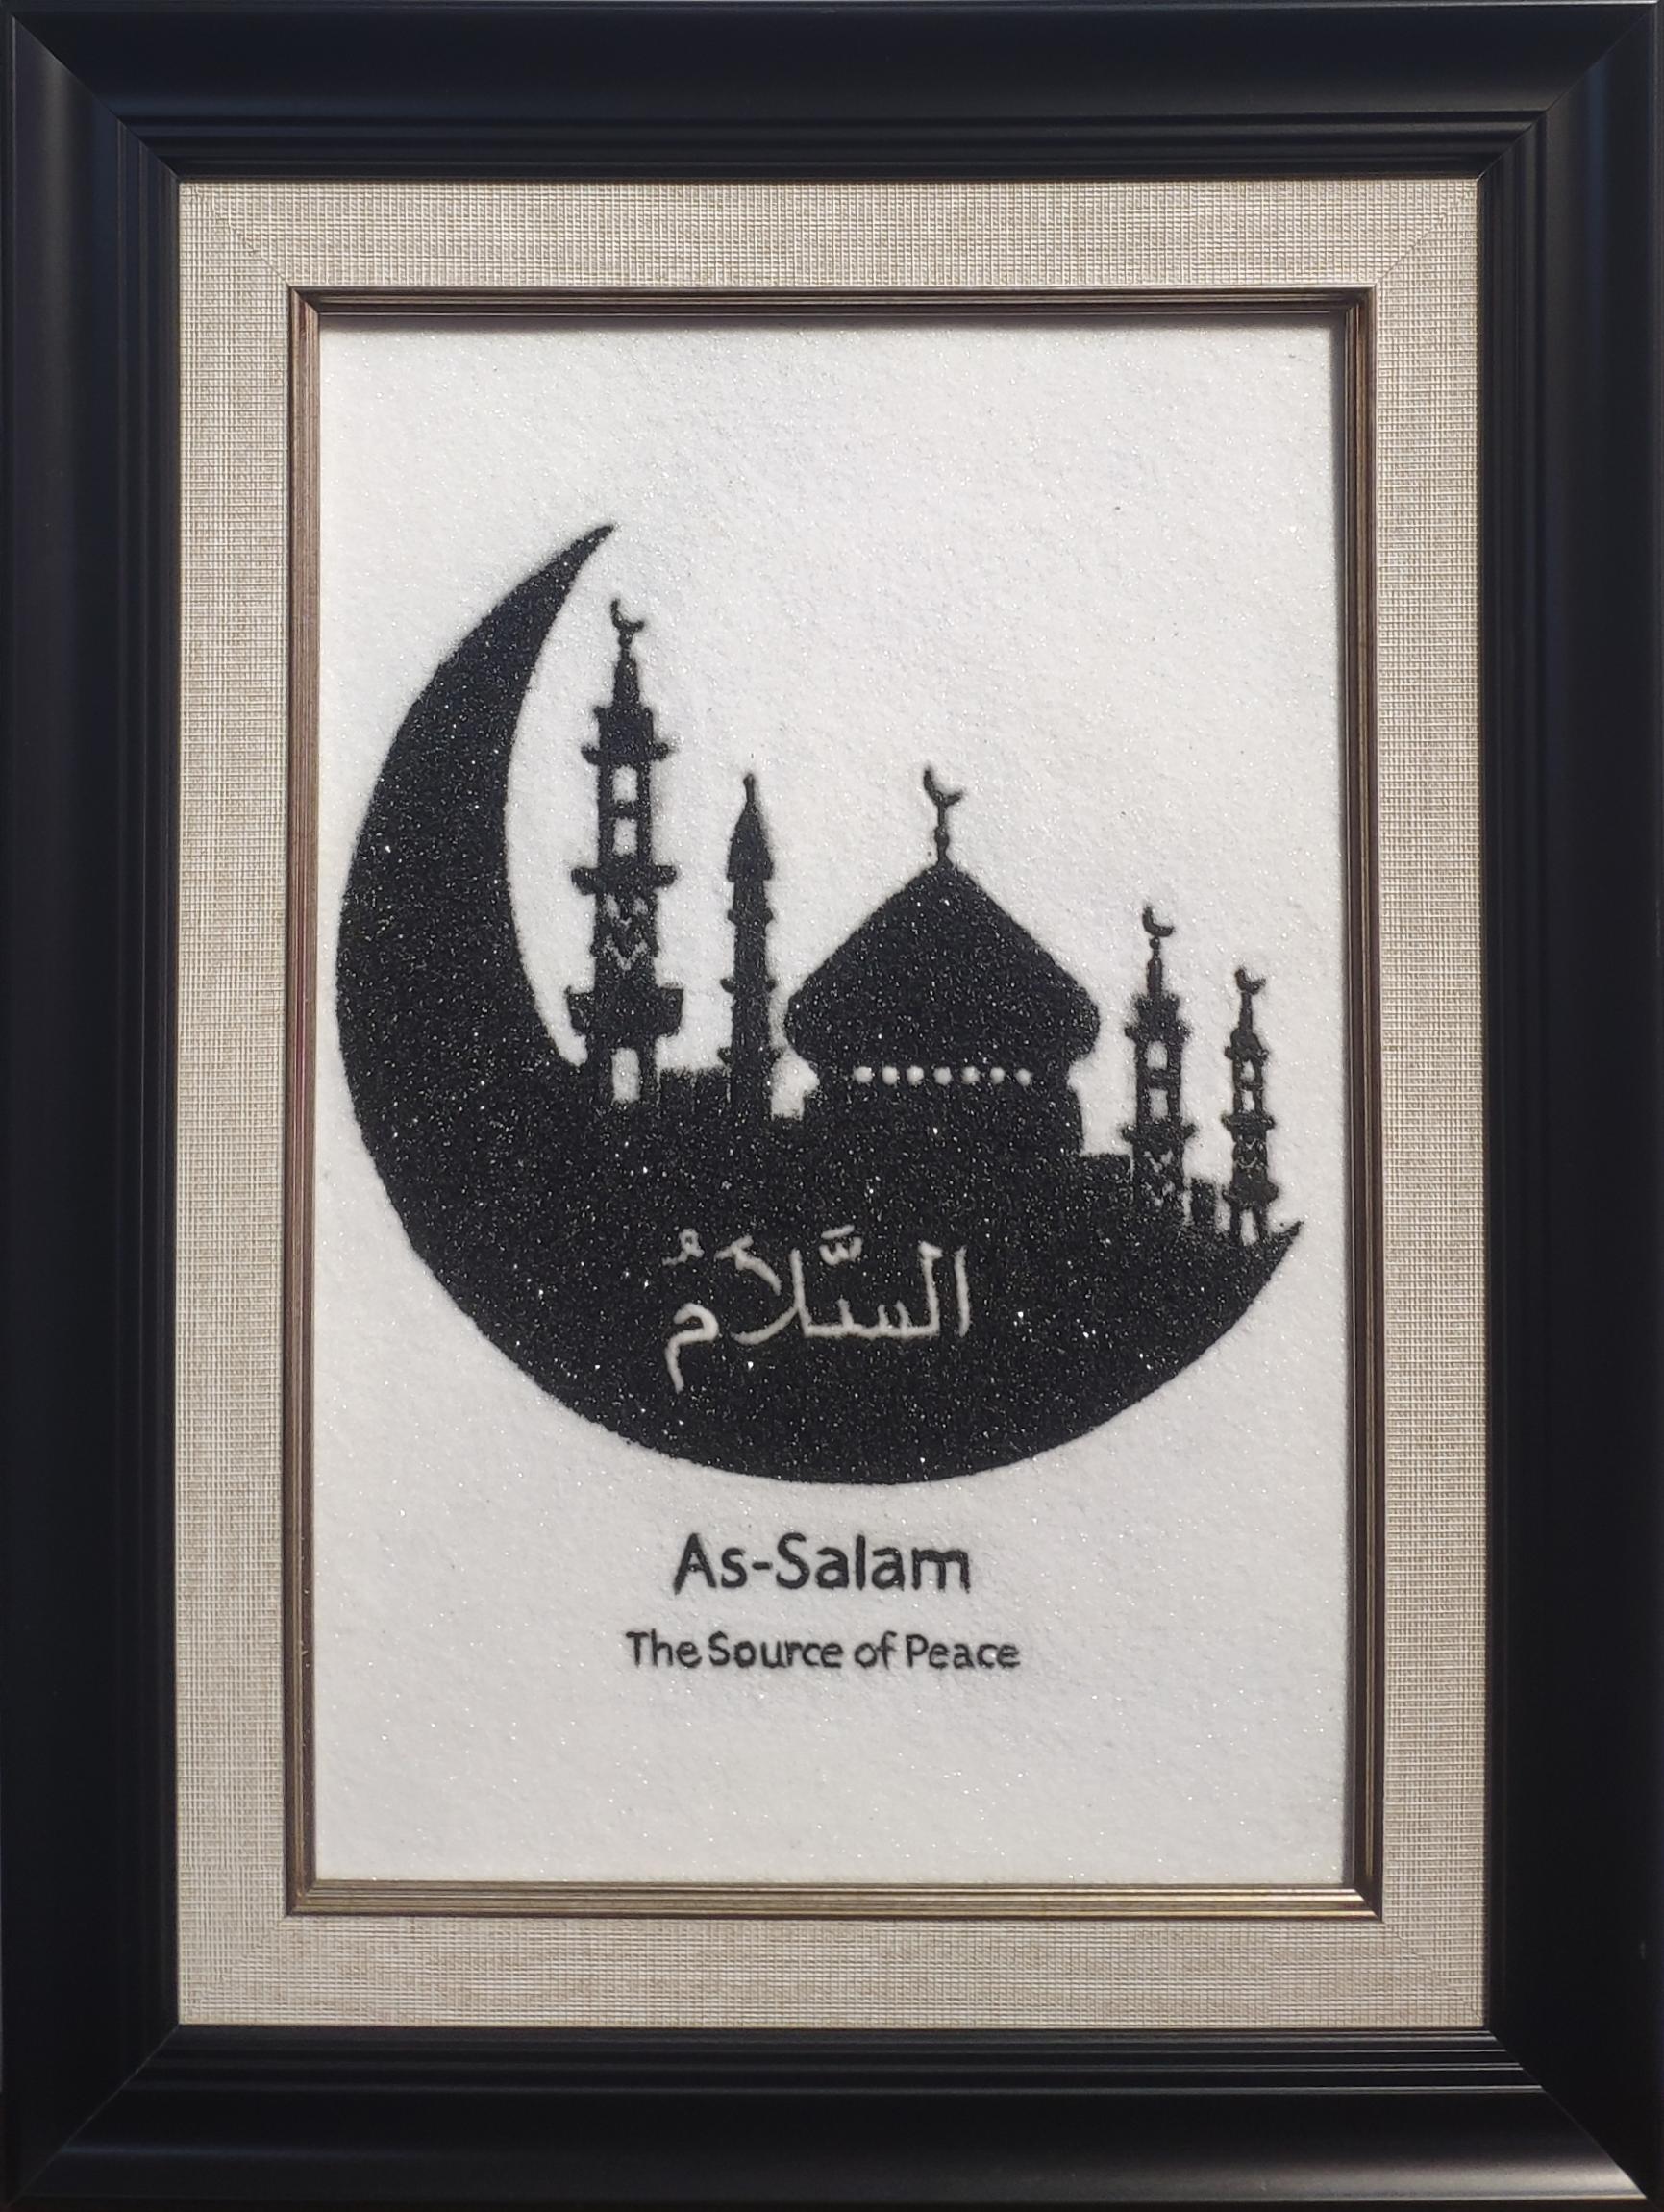 السَّلَامُ
As-Salam
The Source of Peace